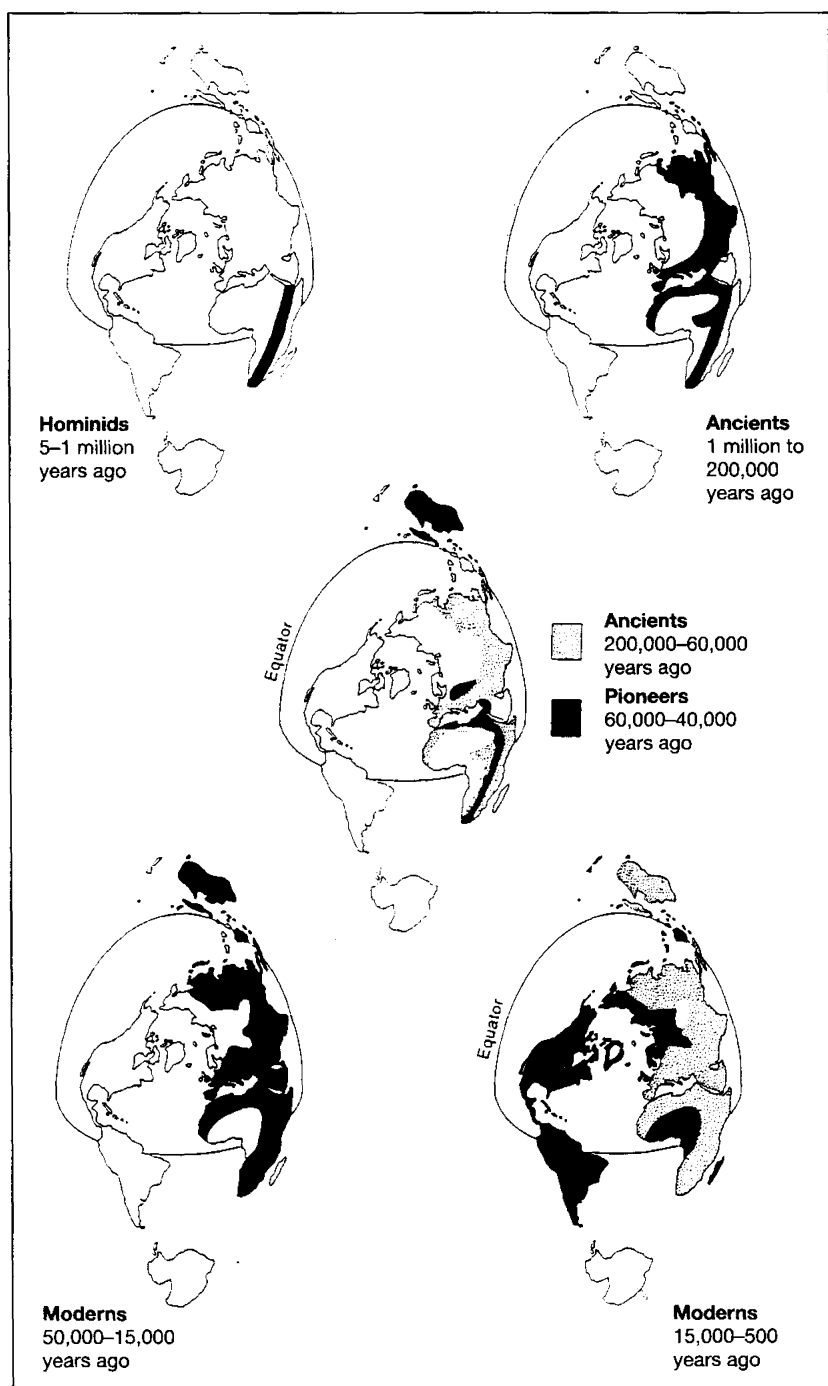 Hominids
5–1 million
years ago
Ancients
1 million to
200,000
years ago
Equator
Ancients
200,000–60,000
years ago
Pioneers
60,000–40,000
years ago
Moderns
50,000–15,000
years ago
Equator
Moderns
15,000–500
years ago